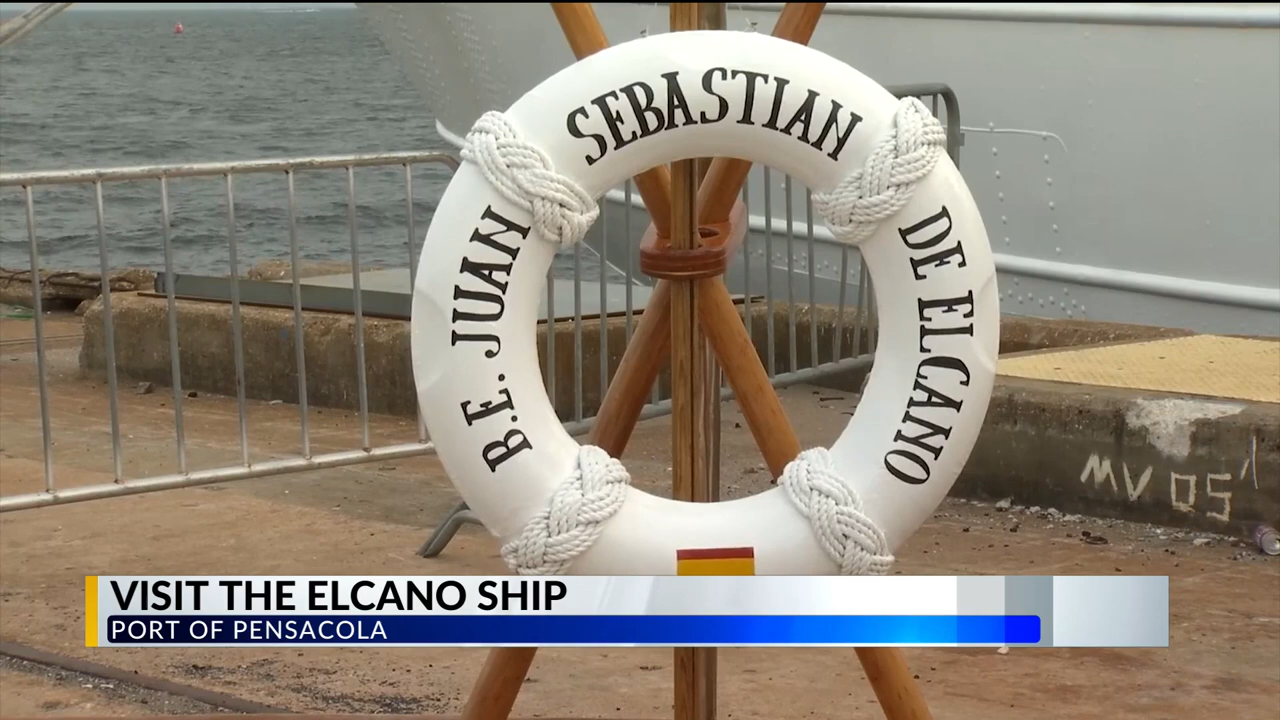 B.E. JUAN
SEBASTIAN
DE ELCANO
MV 05'
VISIT THE ELCANO SHIP
PORT OF PENSACOLA